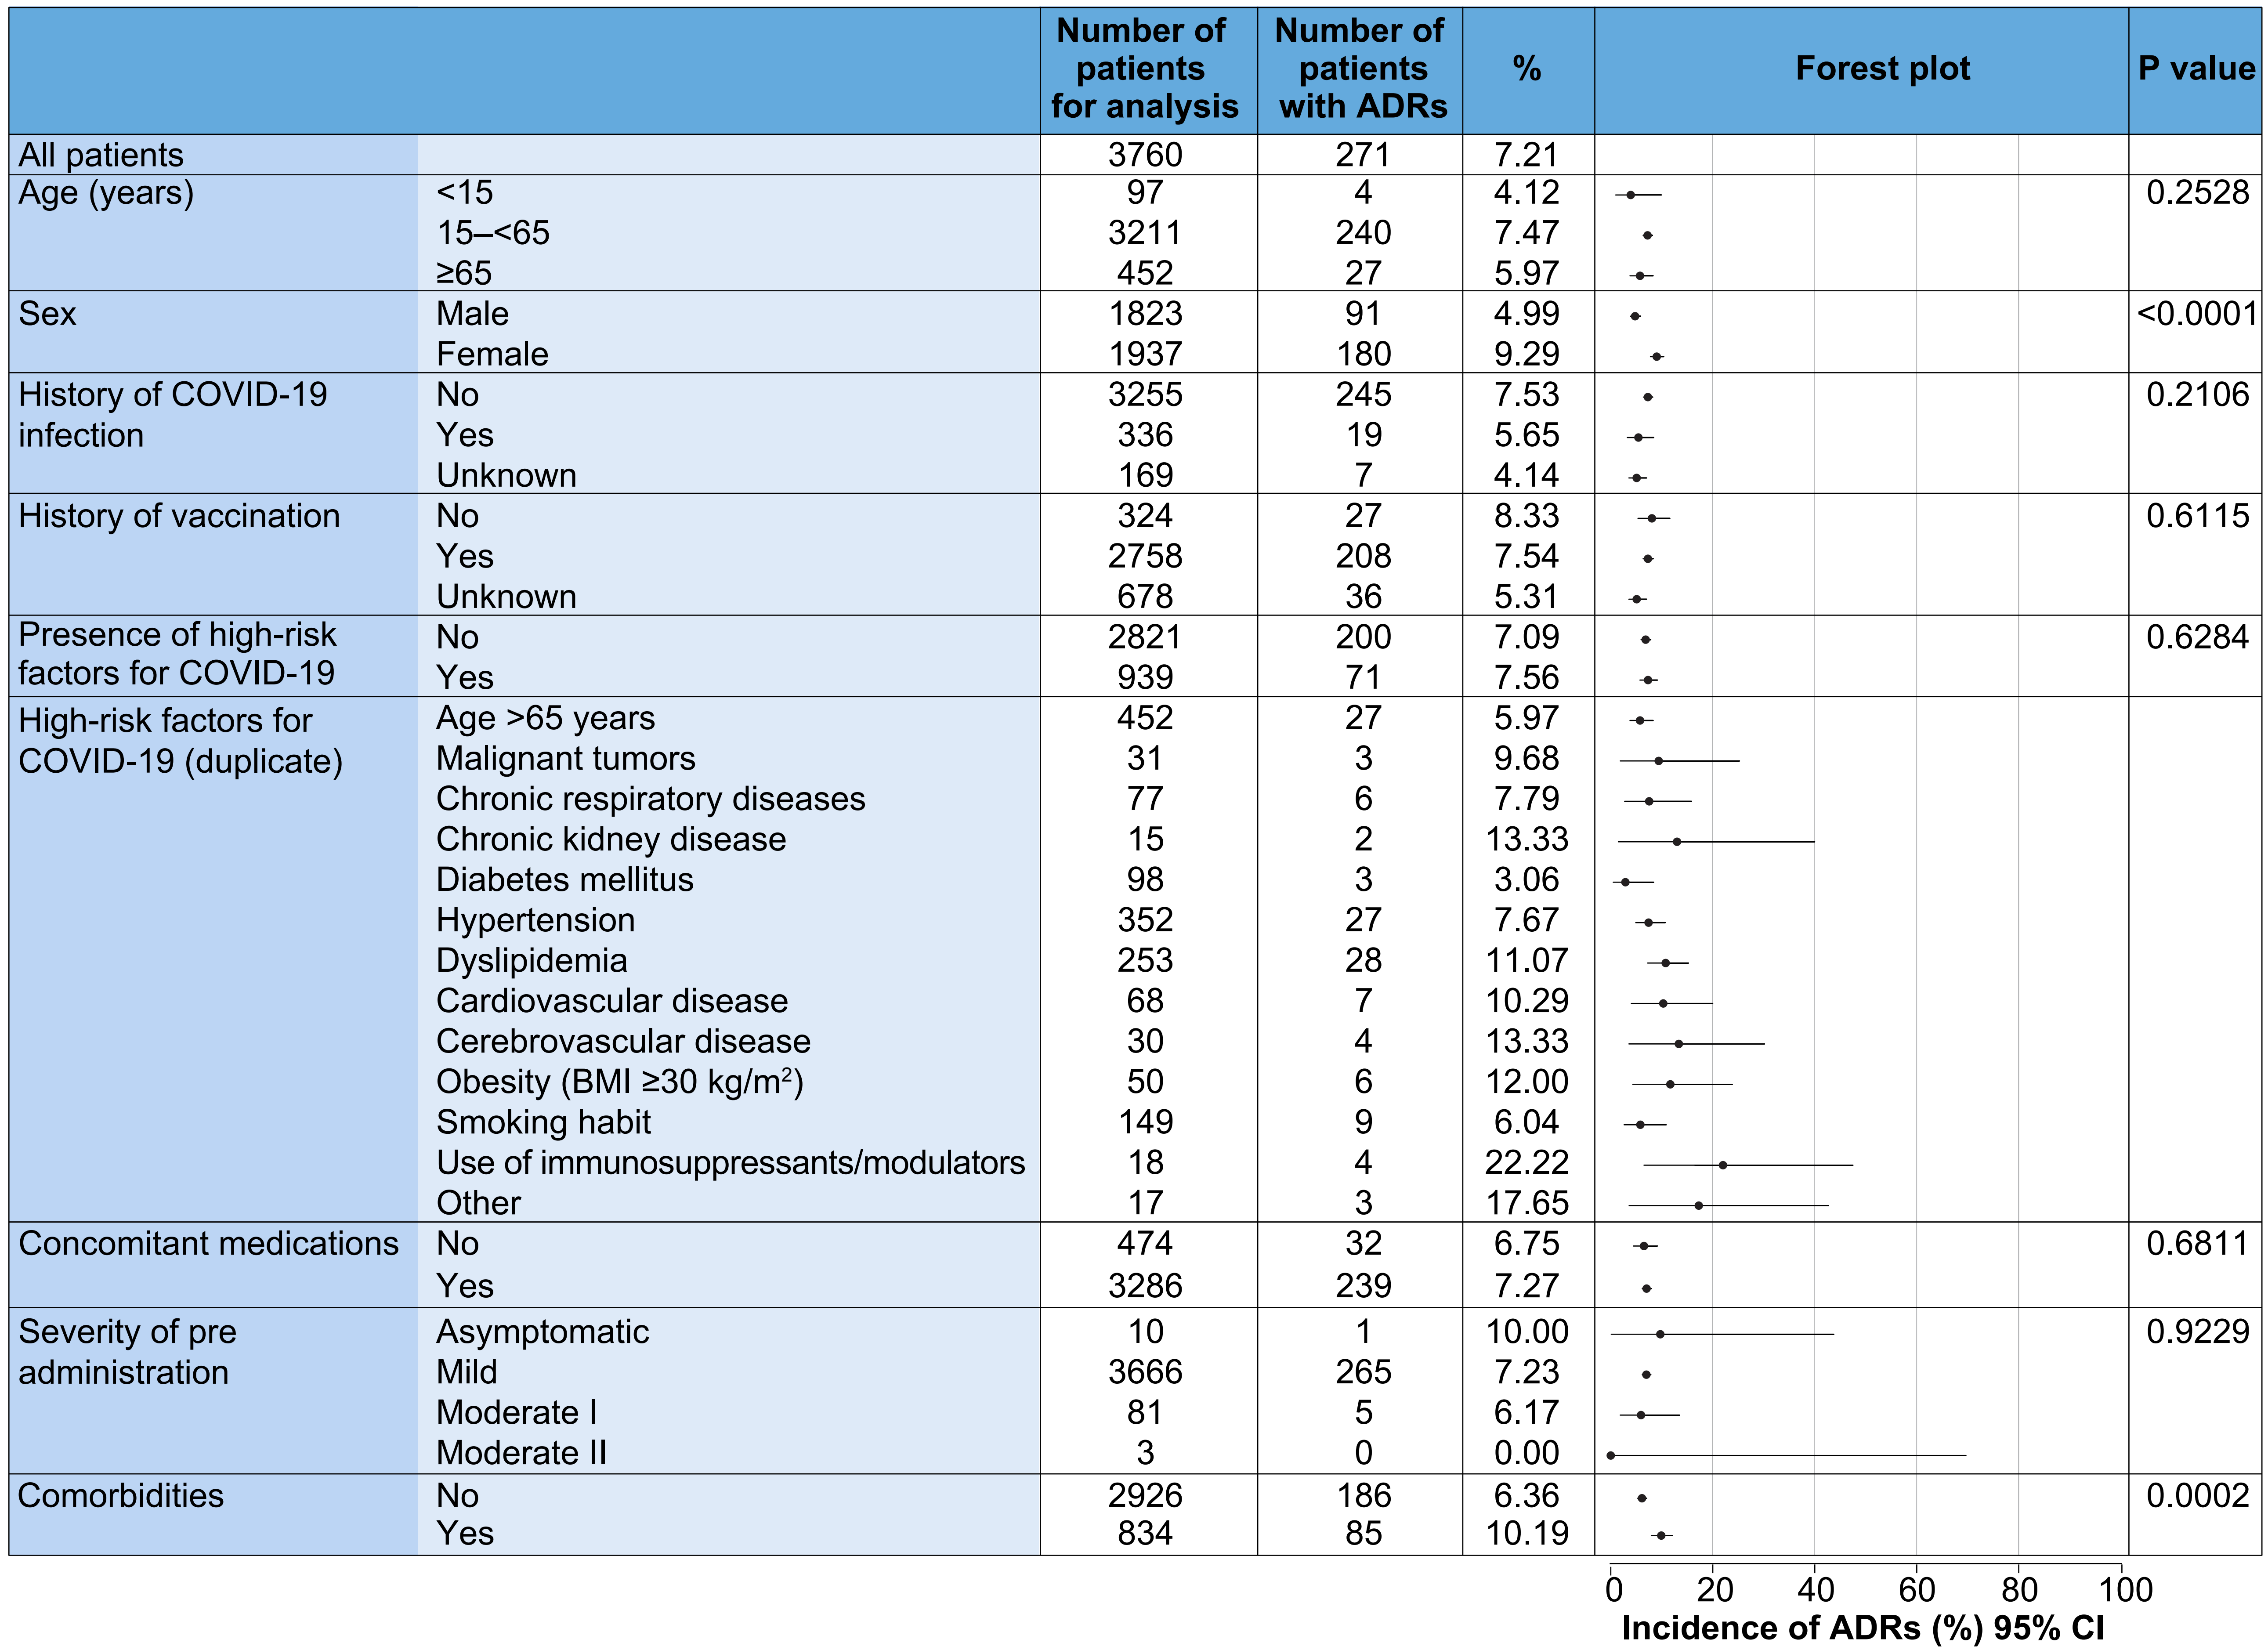 Number of patients for analysis Number of patients with ADRs % Forest plot P value
All patients 3760 271 7.21
Age (years) <15 97 4 4.12 0.2528
15–<65 3211 240 7.47
≥65 452 27 5.97
Sex Male 1823 91 4.99 <0.0001
Female 1937 180 9.29
History of COVID-19 No 3255 245 7.53 0.2106
infection Yes 336 19 5.65
Unknown 169 7 4.14
History of vaccination No 324 27 8.33 0.6115
Yes 2758 208 7.54
Unknown 678 36 5.31
Presence of high-risk No 2821 200 7.09 0.6284
factors for COVID-19 Yes 939 71 7.56
High-risk factors for Age >65 years 452 27 5.97
COVID-19 (duplicate) Malignant tumors 31 3 9.68
Chronic respiratory diseases 77 6 7.79
Chronic kidney disease 15 2 13.33
Diabetes mellitus 98 3 3.06
Hypertension 352 27 7.67
Dyslipidemia 253 28 11.07
Cardiovascular disease 68 7 10.29
Cerebrovascular disease 30 4 13.33
Obesity (BMI ≥30 kg/m²) 50 6 12.00
Smoking habit 149 9 6.04
Use of immunosuppressants/modulators 18 4 22.22
Other 17 3 17.65
Concomitant medications No 474 32 6.75 0.6811
Yes 3286 239 7.27
Severity of pre Asymptomatic 10 1 10.00 0.9229
administration Mild 3666 265 7.23
Moderate I 81 5 6.17
Moderate II 3 0 0.00
Comorbidities No 2926 186 6.36 0.0002
Yes 834 85 10.19
0 20 40 60 80 100
Incidence of ADRs (%) 95% CI